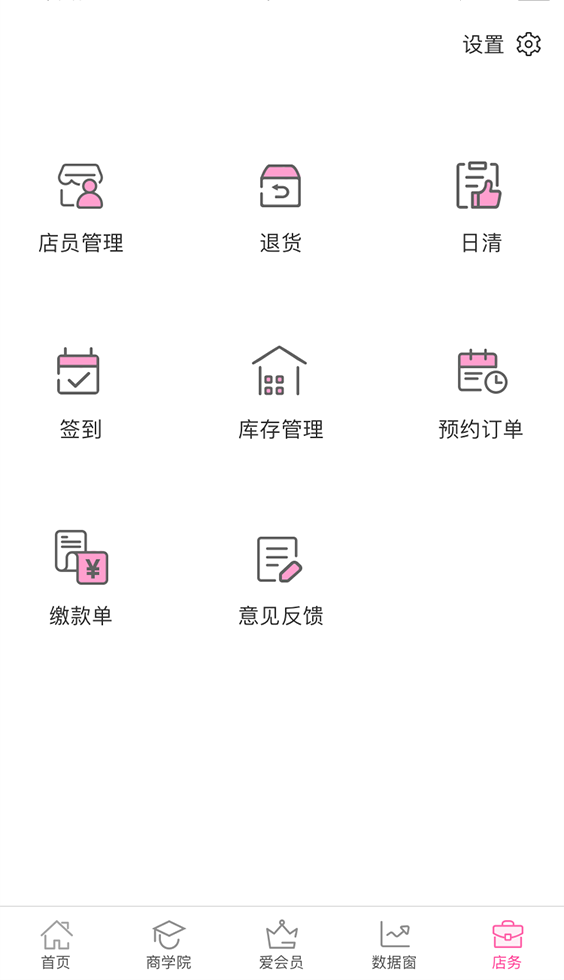 设置
店员管理 退货 日清
签到 库存管理 预约订单
¥
缴款单 意见反馈
首页 商学院 爱会员 数据窗 店务